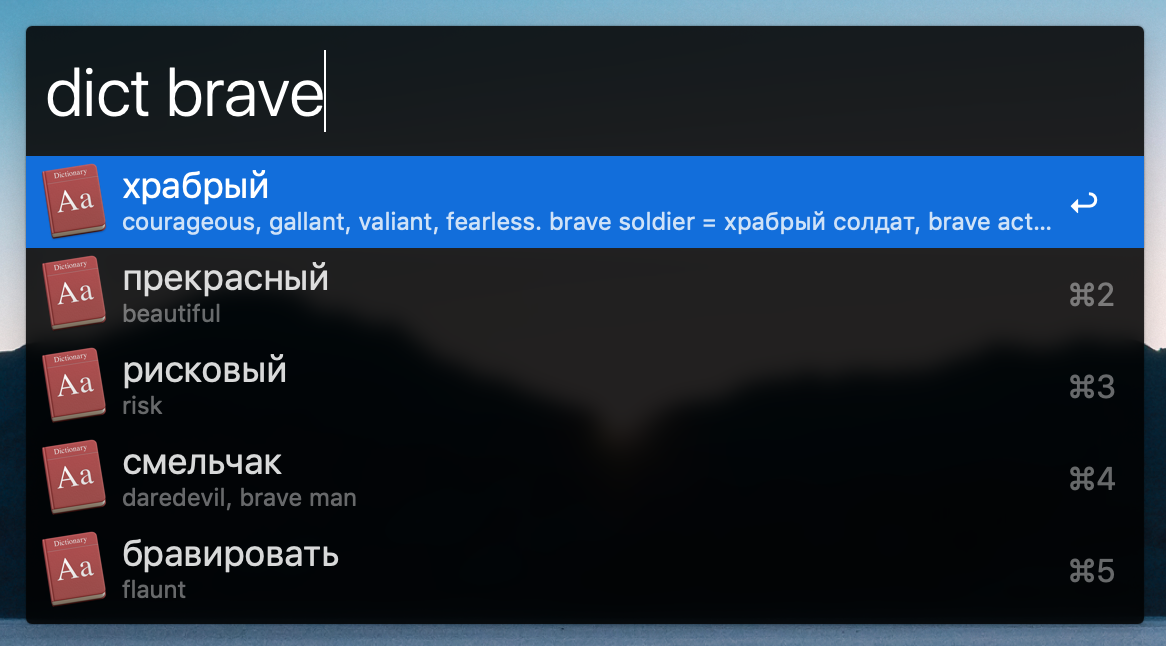 dict brave
Dictionary
Aa
храбрый
courageous, gallant, valiant, fearless. brave soldier = храбрый солдат, brave act...
Dictionary
Aa
прекрасный
beautiful
⌘2
Dictionary
Aa
рисковый
risk
⌘3
Dictionary
Aa
смельчак
daredevil, brave man
⌘4
Dictionary
Aa
бравировать
flaunt
⌘5